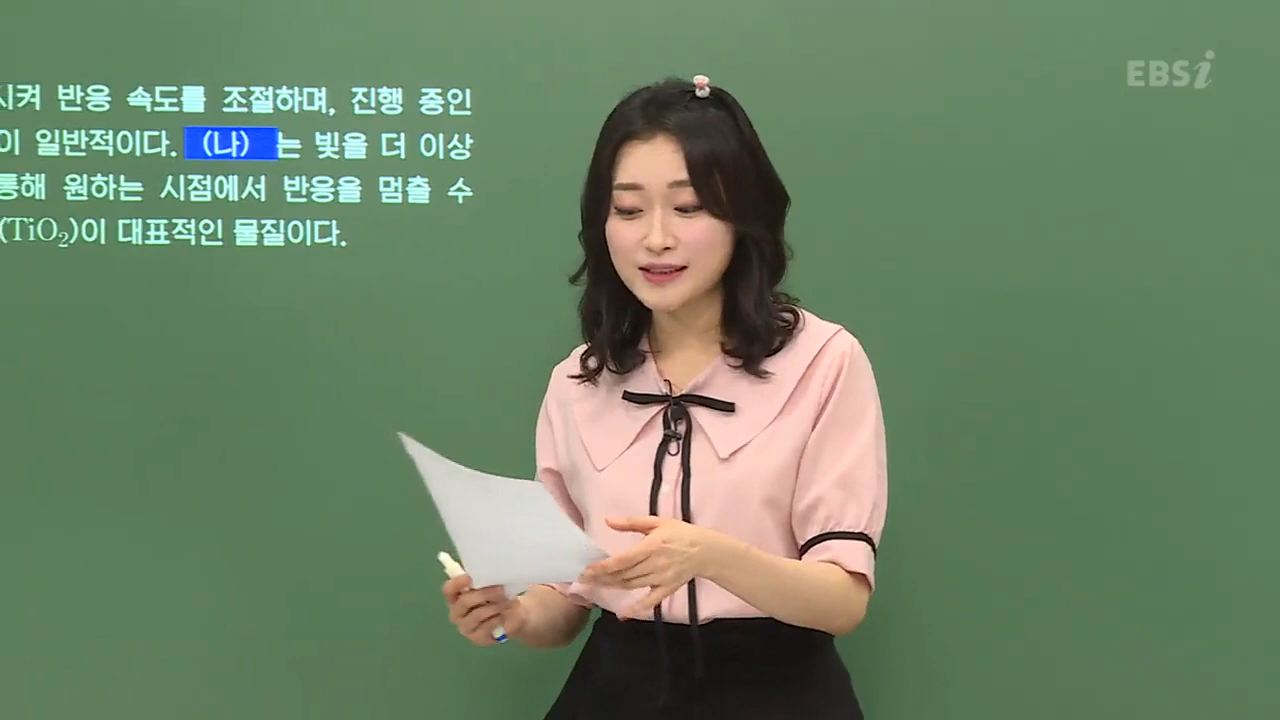 시켜 반응 속도를 조절하며, 진행 중인
이 일반적이다. (나) 는 빛을 더 이상
통해 원하는 시점에서 반응을 멈출 수
(TiO₂)이 대표적인 물질이다.
EBSi